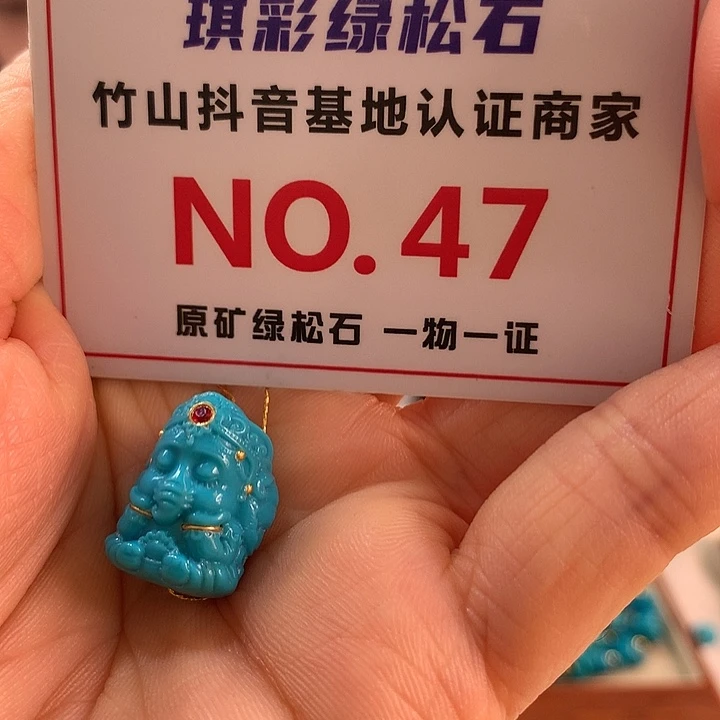 琪彩绿松石
竹山抖音基地认证商家
NO.47
原矿绿松石 一物一证